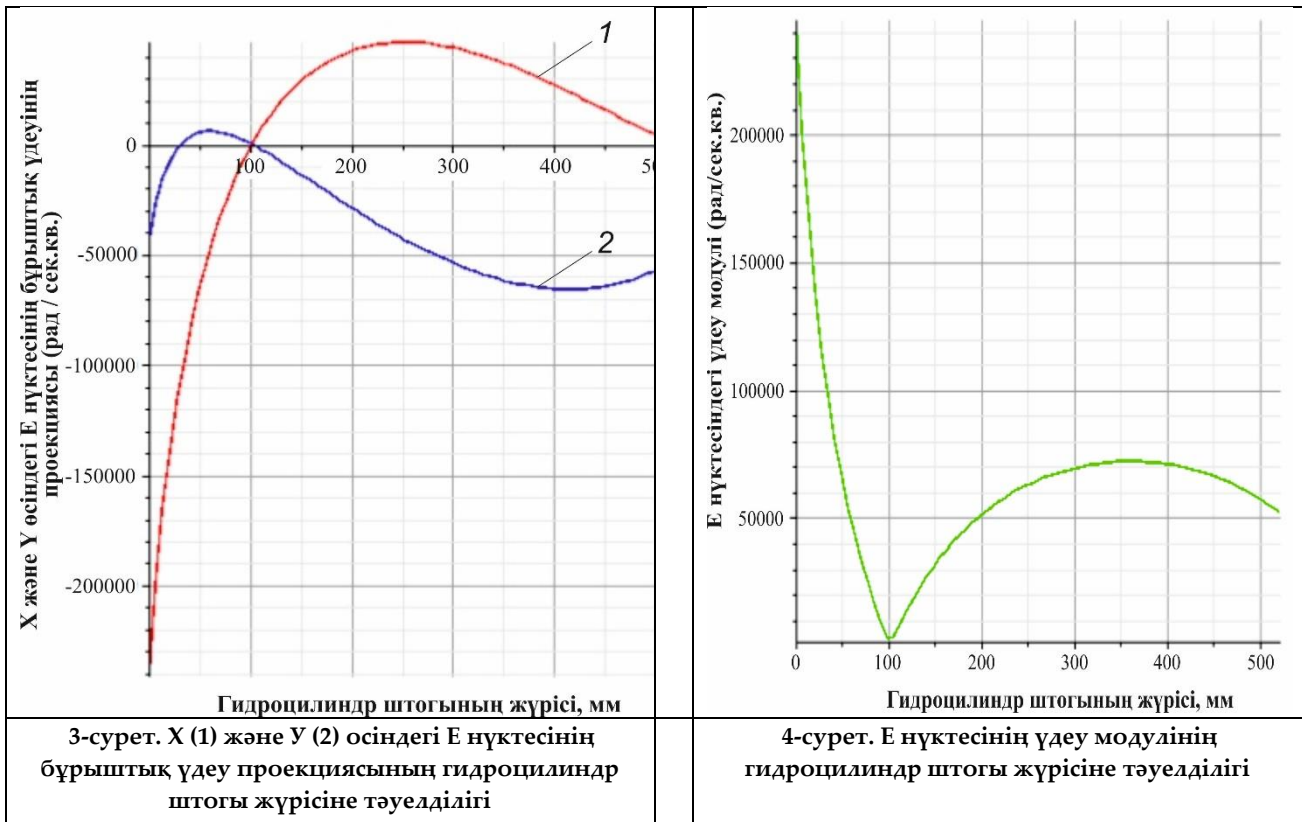 X және Y осіндегі Е нүктесінің бұрыштық үдеуінің
проекциясы (рад / сек.кв.)
0
-50000
-100000
-150000
-200000
100
200
300
400
50
1
2
Гидроцилиндр штогының жүрісі, мм
3-сурет. Х (1) және У (2) осіндегі Е нүктесінің
бұрыштық үдеу проекциясының гидроцилиндр
штогы жүрісіне тәуелділігі
Е нүктесіндегі үдеу модулі (рад/сек.кв.)
200000
150000
100000
50000
0
100
200
300
400
500
Гидроцилиндр штогының жүрісі, мм
4-сурет. Е нүктесінің үдеу модулінің
гидроцилиндр штогы жүрісіне тәуелділігі